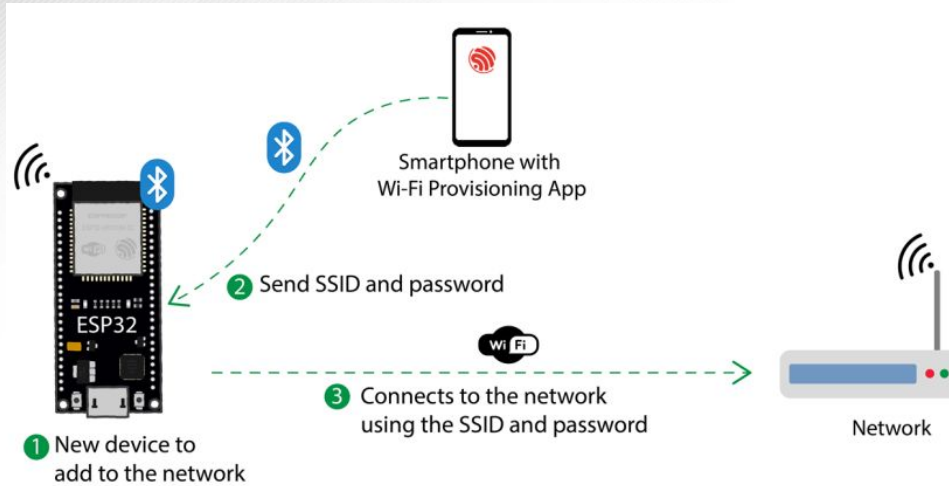 Smartphone with
Wi-Fi Provisioning App
2 Send SSID and password
ESP32
Wi Fi
3 Connects to the network
using the SSID and password
Network
1 New device to
add to the network